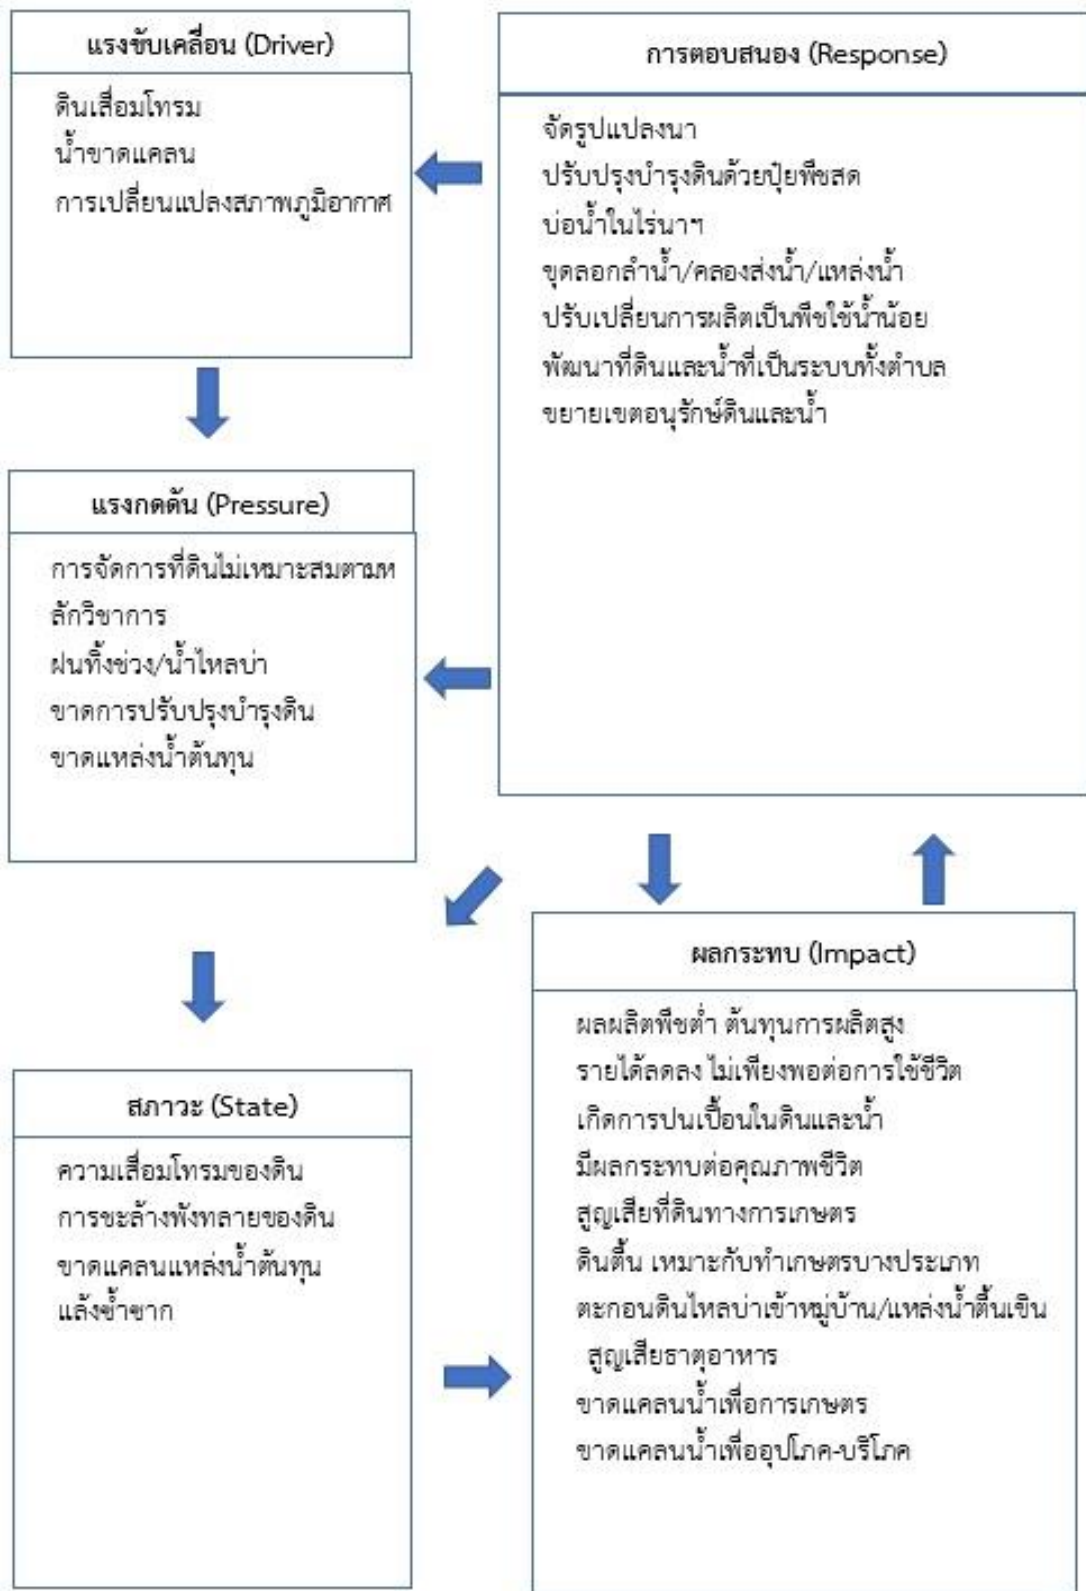 แรงขับเคลื่อน (Driver)
ดินเสื่อมโทรม
น้ำขาดแคลน
การเปลี่ยนแปลงสภาพภูมิอากาศ
การตอบสนอง (Response)
จัดรูปแปลงนา
ปรับปรุงบำรุงดินด้วยปุ๋ยพืชสด
บ่อน้ำในไร่นาฯ
ขุดลอกลำน้ำ/คลองส่งน้ำ/แหล่งน้ำ
ปรับเปลี่ยนการผลิตเป็นพืชใช้น้ำน้อย
พัฒนาที่ดินและน้ำที่เป็นระบบทั้งตำบล
ขยายเขตอนุรักษ์ดินและน้ำ
แรงกดดัน (Pressure)
การจัดการที่ดินไม่เหมาะสมตามห
ลักวิชาการ
ฝนทิ้งช่วง/น้ำไหลบ่า
ขาดการปรับปรุงบำรุงดิน
ขาดแหล่งน้ำต้นทุน
สภาวะ (State)
ความเสื่อมโทรมของดิน
การชะล้างพังทลายของดิน
ขาดแคลนแหล่งน้ำต้นทุน
แล้งซ้ำซาก
ผลกระทบ (Impact)
ผลผลิตพืชต่ำ ต้นทุนการผลิตสูง
รายได้ลดลง ไม่เพียงพอต่อการใช้ชีวิต
เกิดการปนเปื้อนในดินและน้ำ
มีผลกระทบต่อคุณภาพชีวิต
สูญเสียที่ดินทางการเกษตร
ดินตื้น เหมาะกับทำเกษตรบางประเภท
ตะกอนดินไหลบ่าเข้าหมู่บ้าน/แหล่งน้ำตื้นเขิน
สูญเสียธาตุอาหาร
ขาดแคลนน้ำเพื่อการเกษตร
ขาดแคลนน้ำเพื่ออุปโภค-บริโภค